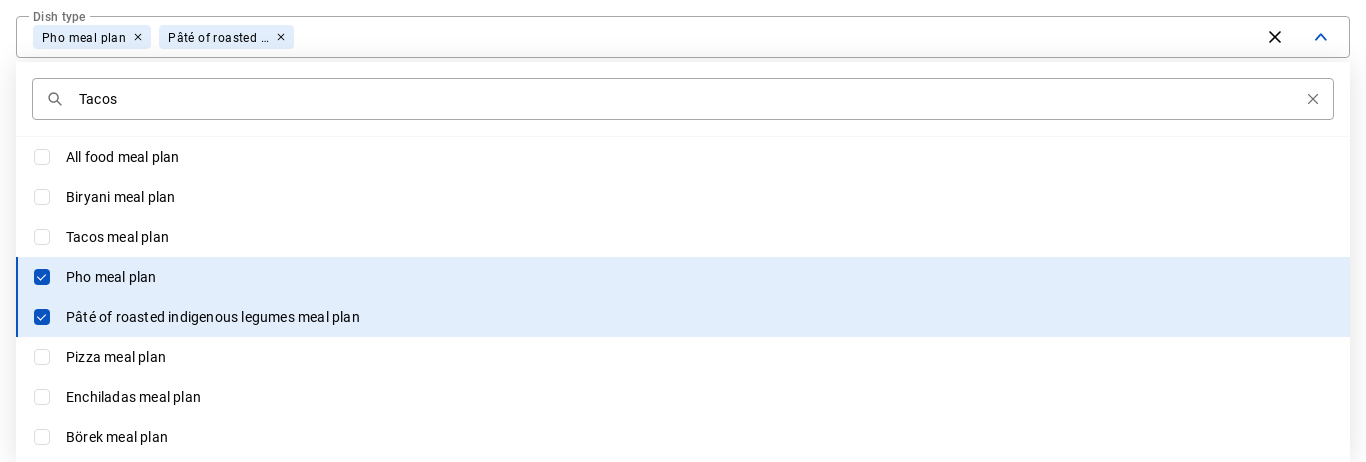 Dish type
Pho meal plan
Pâté of roasted …
Tacos
All food meal plan
Biryani meal plan
Tacos meal plan
Pho meal plan
Pâté of roasted indigenous legumes meal plan
Pizza meal plan
Enchiladas meal plan
Börek meal plan